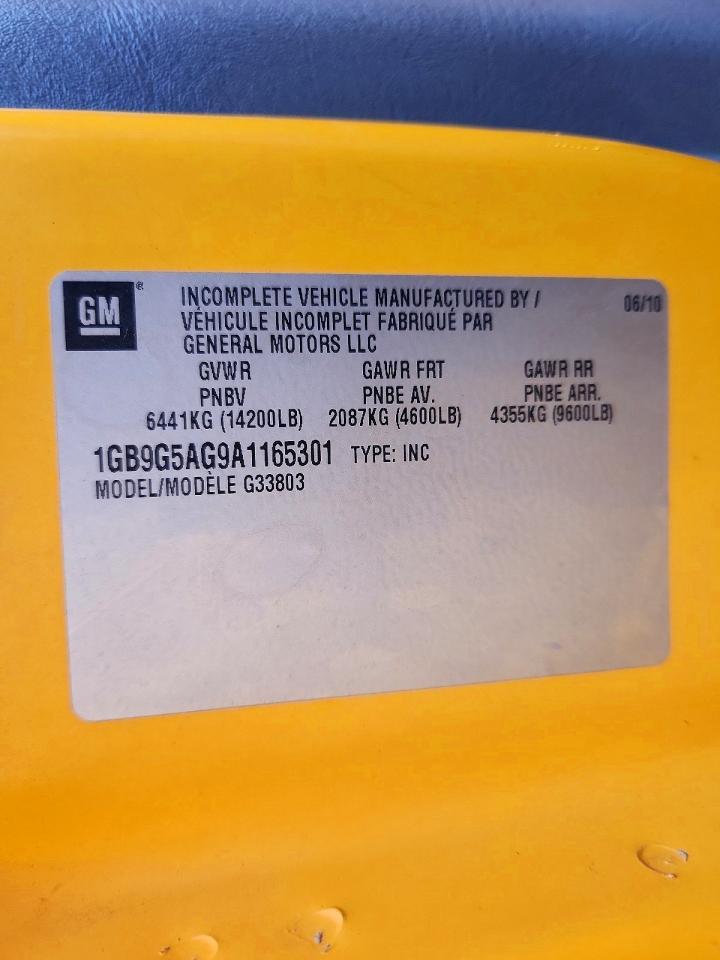 GM ®
INCOMPLETE VEHICLE MANUFACTURED BY / 06/10
VÉHICULE INCOMPLET FABRIQUÉ PAR
GENERAL MOTORS LLC
GVWR GAWR FRT GAWR RR
PNBV PNBE AV. PNBE ARR.
6441KG (14200LB) 2087KG (4600LB) 4355KG (9600LB)
1GB9G5AG9A1165301 TYPE: INC
MODEL/MODÈLE G33803